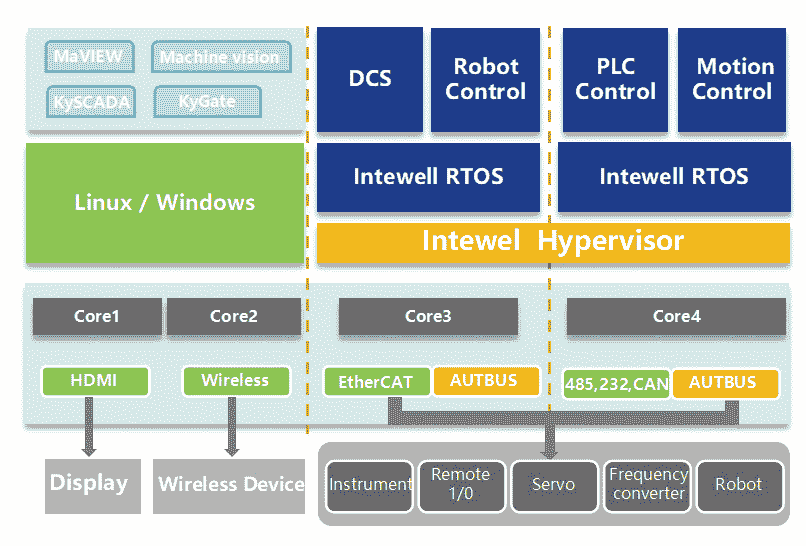 MaVIEW
Machine vision
KySCADA
KyGate
DCS
Robot
Control
PLC
Control
Motion
Control
Linux / Windows
Intewell RTOS
Intewell RTOS
Intewel Hypervisor
Core1
Core2
Core3
Core4
HDMI
Wireless
EtherCAT
AUTBUS
485,232,CAN
AUTBUS
Display
Wireless Device
Instrument
Remote
1/0
Servo
Frequency
converter
Robot